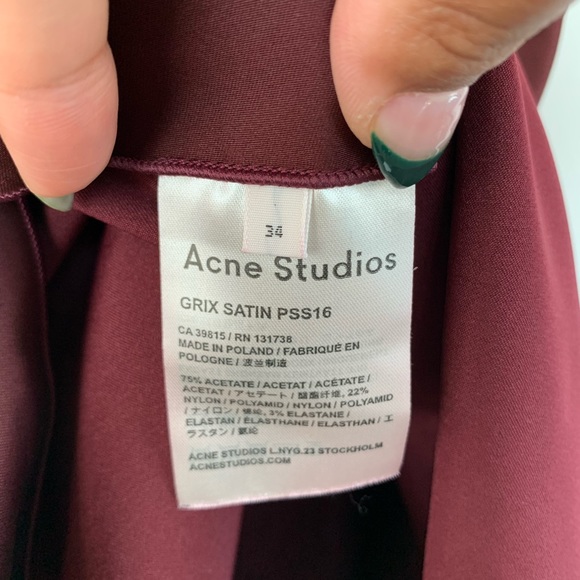 34
Acne Studios
GRIX SATIN PSS16
CA 39815 / RN 131738
MADE IN POLAND / FABRIQUÉ EN
POLOGNE / 波兰制造
75% ACETATE / ACETAT / ACÉTATE /
ACETAT / アセテート / 醋酯纤维, 22%
NYLON / POLYAMID / NYLON / POLYAMID
/ ナイロン / 锦纶, 3% ELASTANE /
ELASTAN / ÉLASTHANE / ELASTHAN / エ
ラスタン / 氨纶
ACNE STUDIOS L.NYG.23 STOCKHOLM
ACNESTUDIOS.COM